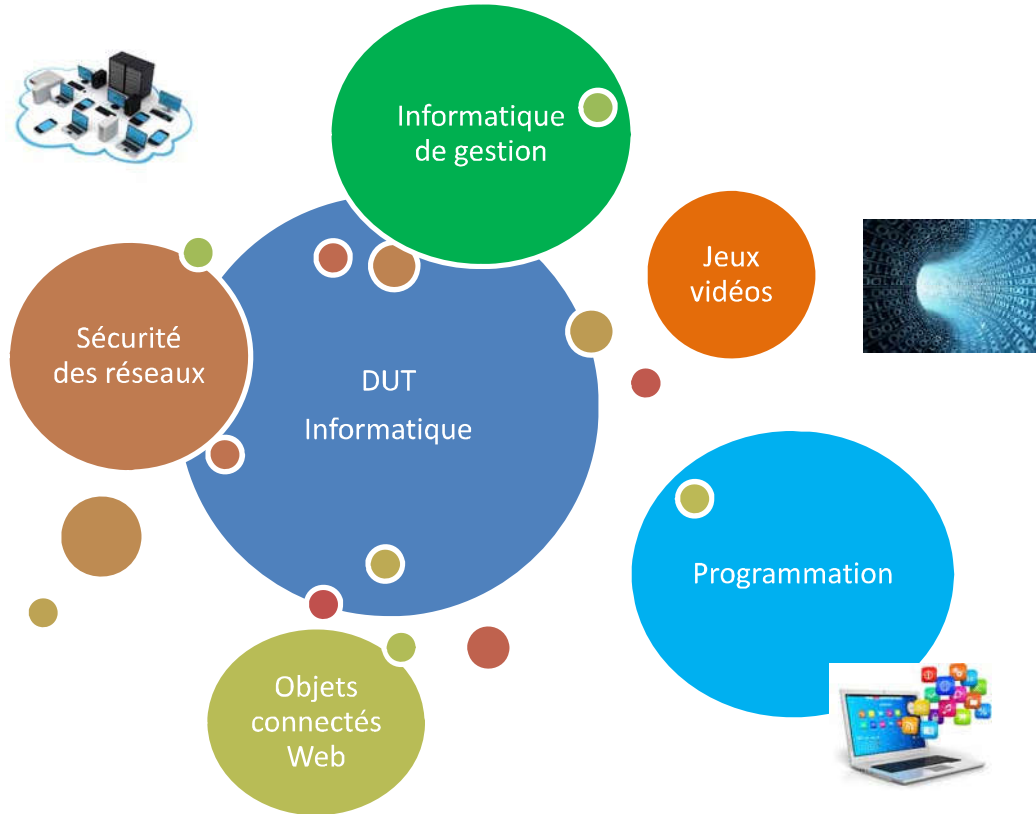 Informatique
de gestion
Jeux
vidéos
Sécurité
des réseaux
DUT
Informatique
Programmation
Objets
connectés
Web